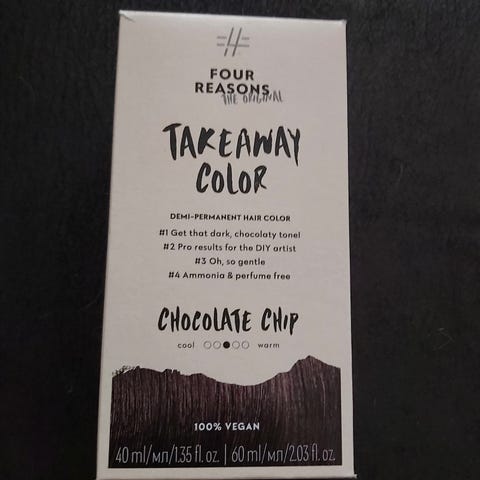 FOUR
REASONS
THE ORIGINAL
TAKEAWAY
COLOR
DEMI-PERMANENT HAIR COLOR
#1 Get that dark, chocolaty tone!
#2 Pro results for the DIY artist
#3 Oh, so gentle
#4 Ammonia & perfume free
CHOCOLATE CHIP
cool ○○●○○ warm
100% VEGAN
40 ml/мл/1.35 fl. oz. | 60 ml/мл/2.03 fl. oz.